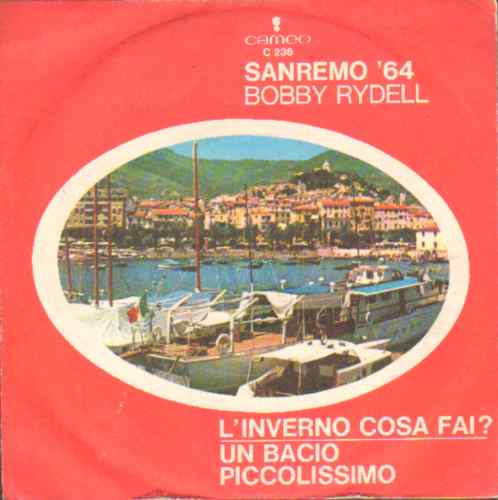 cameo
C 236
SANREMO '64
BOBBY RYDELL
L'INVERNO COSA FAI?
UN BACIO
PICCOLISSIMO